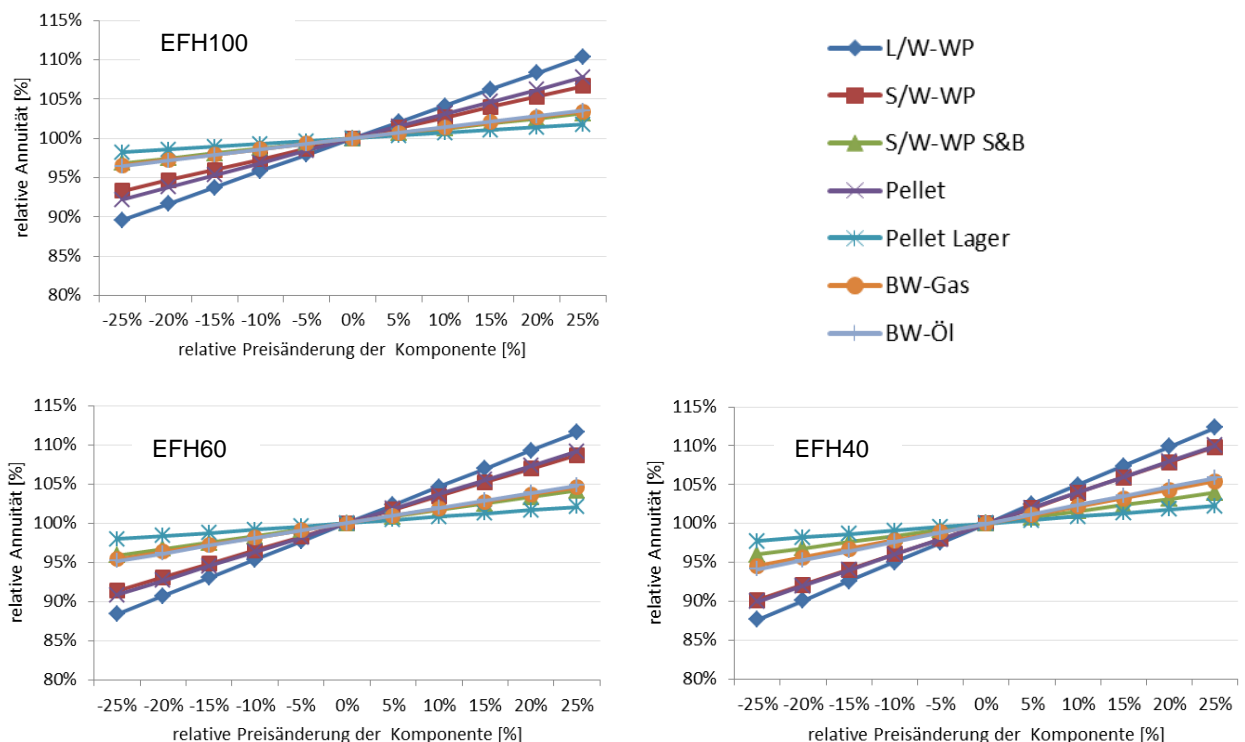 EFH100
relative Annuität [%]
115%
110%
105%
100%
95%
90%
85%
80%
-25% -20% -15% -10% -5% 0% 5% 10% 15% 20% 25%
relative Preisänderung der Komponente [%]
L/W-WP
S/W-WP
S/W-WP S&B
Pellet
Pellet Lager
BW-Gas
BW-Öl
EFH60
relative Annuität [%]
115%
110%
105%
100%
95%
90%
85%
80%
-25% -20% -15% -10% -5% 0% 5% 10% 15% 20% 25%
relative Preisänderung der Komponente [%]
EFH40
relative Annuität [%]
115%
110%
105%
100%
95%
90%
85%
80%
-25% -20% -15% -10% -5% 0% 5% 10% 15% 20% 25%
relative Preisänderung der Komponente [%]